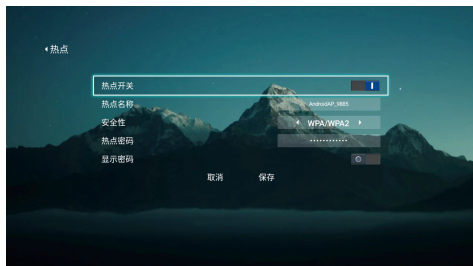 热点
热点开关
热点名称 AndroidAP_9885
安全性 WPA/WPA2
热点密码 ············
显示密码
取消 保存